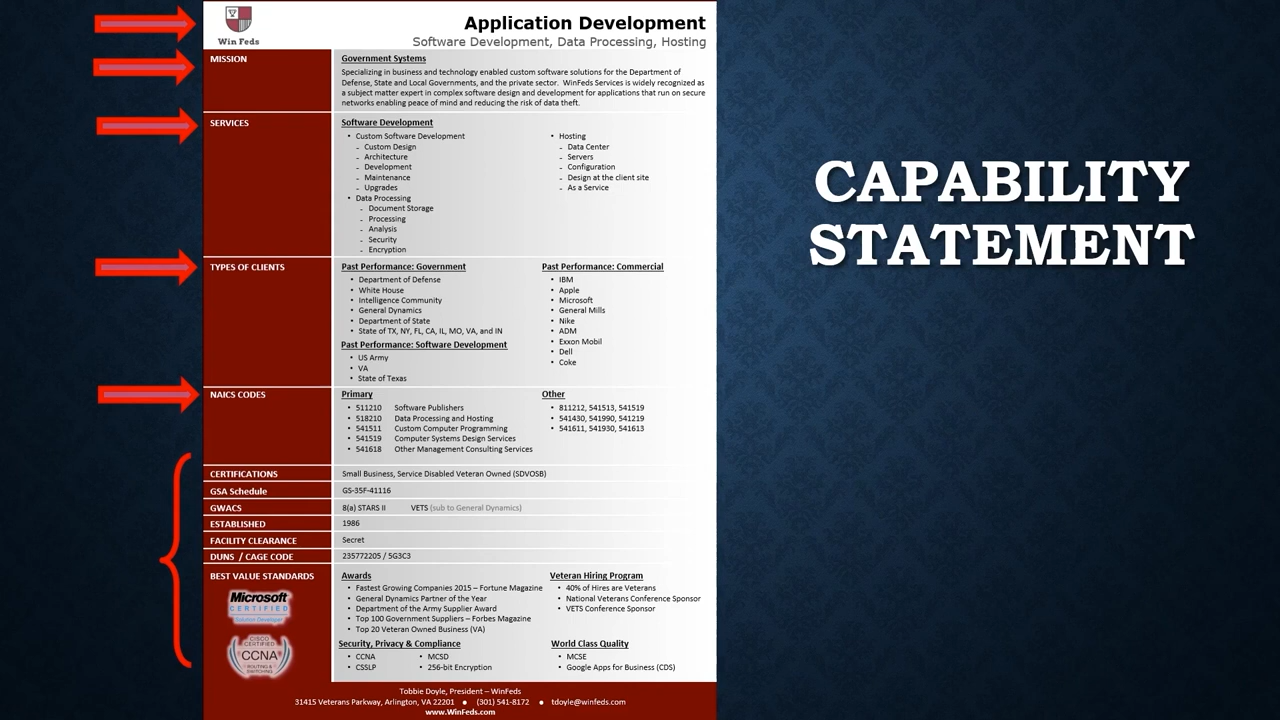 Win Feds
Application Development
Software Development, Data Processing, Hosting
MISSION
Government Systems
Specializing in business and technology enabled custom software solutions for the Department of
Defense, State and Local Governments, and the private sector. WinFeds Services is widely recognized as
a subject matter expert in complex software design and development for applications that run on secure
networks enabling peace of mind and reducing the risk of data theft.
SERVICES
Software Development
• Custom Software Development
- Custom Design
- Architecture
- Development
- Maintenance
- Upgrades
• Data Processing
- Document Storage
- Processing
- Analysis
- Security
- Encryption
• Hosting
- Data Center
- Servers
- Configuration
- Design at the client site
- As a Service
TYPES OF CLIENTS
Past Performance: Government
• Department of Defense
• White House
• Intelligence Community
• General Dynamics
• Department of State
• State of TX, NY, FL, CA, IL, MO, VA, and IN
Past Performance: Software Development
• US Army
• VA
• State of Texas
Past Performance: Commercial
• IBM
• Apple
• Microsoft
• General Mills
• Nike
• ADM
• Exxon Mobil
• Dell
• Coke
NAICS CODES
Primary
• 511210 Software Publishers
• 518210 Data Processing and Hosting
• 541511 Custom Computer Programming
• 541519 Computer Systems Design Services
• 541618 Other Management Consulting Services
Other
• 811212, 541513, 541519
• 541430, 541990, 541219
• 541611, 541930, 541613
CERTIFICATIONS Small Business, Service Disabled Veteran Owned (SDVOSB)
GSA Schedule GS-35F-41116
GWACS 8(a) STARS II VETS (sub to General Dynamics)
ESTABLISHED 1986
FACILITY CLEARANCE Secret
DUNS / CAGE CODE 235772205 / 5G3C3
BEST VALUE STANDARDS
Microsoft
CERTIFIED
Solution Developer
CISCO
CERTIFIED
CCNA
ROUTING &
SWITCHING
Awards
• Fastest Growing Companies 2015 – Fortune Magazine
• General Dynamics Partner of the Year
• Department of the Army Supplier Award
• Top 100 Government Suppliers – Forbes Magazine
• Top 20 Veteran Owned Business (VA)
Veteran Hiring Program
• 40% of Hires are Veterans
• National Veterans Conference Sponsor
• VETS Conference Sponsor
Security, Privacy & Compliance
• CCNA • MCSD
• CSSLP • 256-bit Encryption
World Class Quality
• MCSE
• Google Apps for Business (CDS)
Tobbie Doyle, President – WinFeds
31415 Veterans Parkway, Arlington, VA 22201 • (301) 541-8172 • tdoyle@winfeds.com
www.WinFeds.com
CAPABILITY
STATEMENT